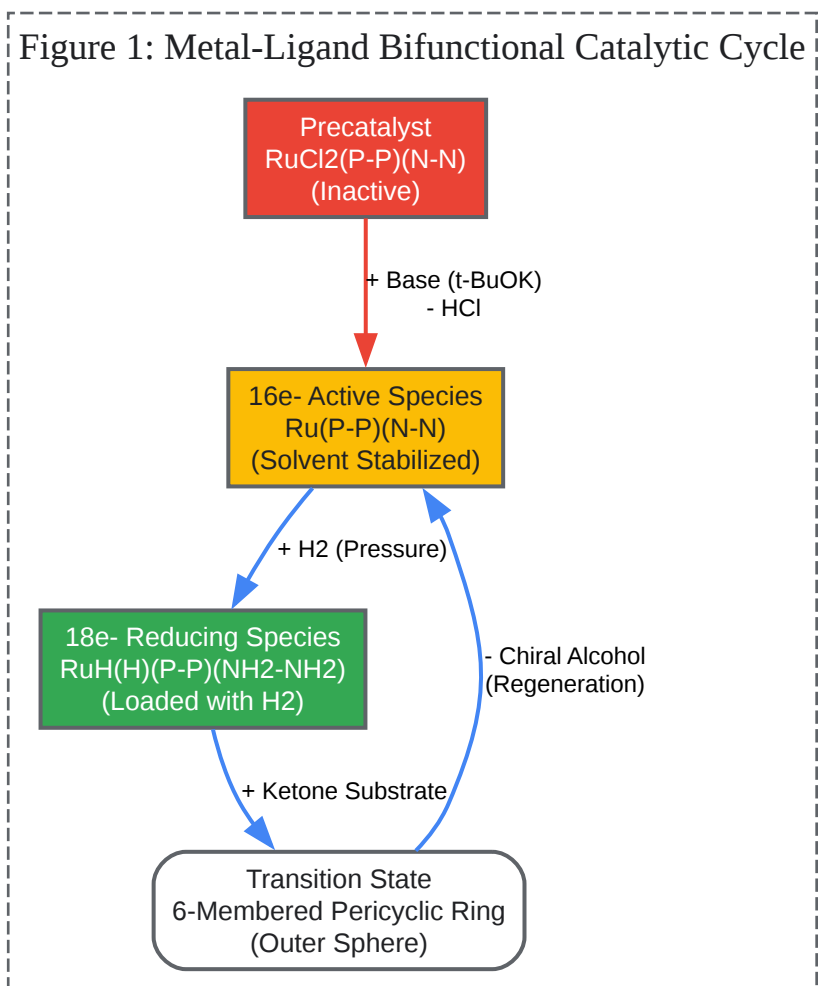 Figure 1: Metal-Ligand Bifunctional Catalytic Cycle
Precatalyst
RuCl2(P-P)(N-N)
(Inactive)
+ Base (t-BuOK)
- HCl
16e- Active Species
Ru(P-P)(N-N)
(Solvent Stabilized)
+ H2 (Pressure)
18e- Reducing Species
RuH(H)(P-P)(NH2-NH2)
(Loaded with H2)
- Chiral Alcohol
(Regeneration)
+ Ketone Substrate
Transition State
6-Membered Pericyclic Ring
(Outer Sphere)